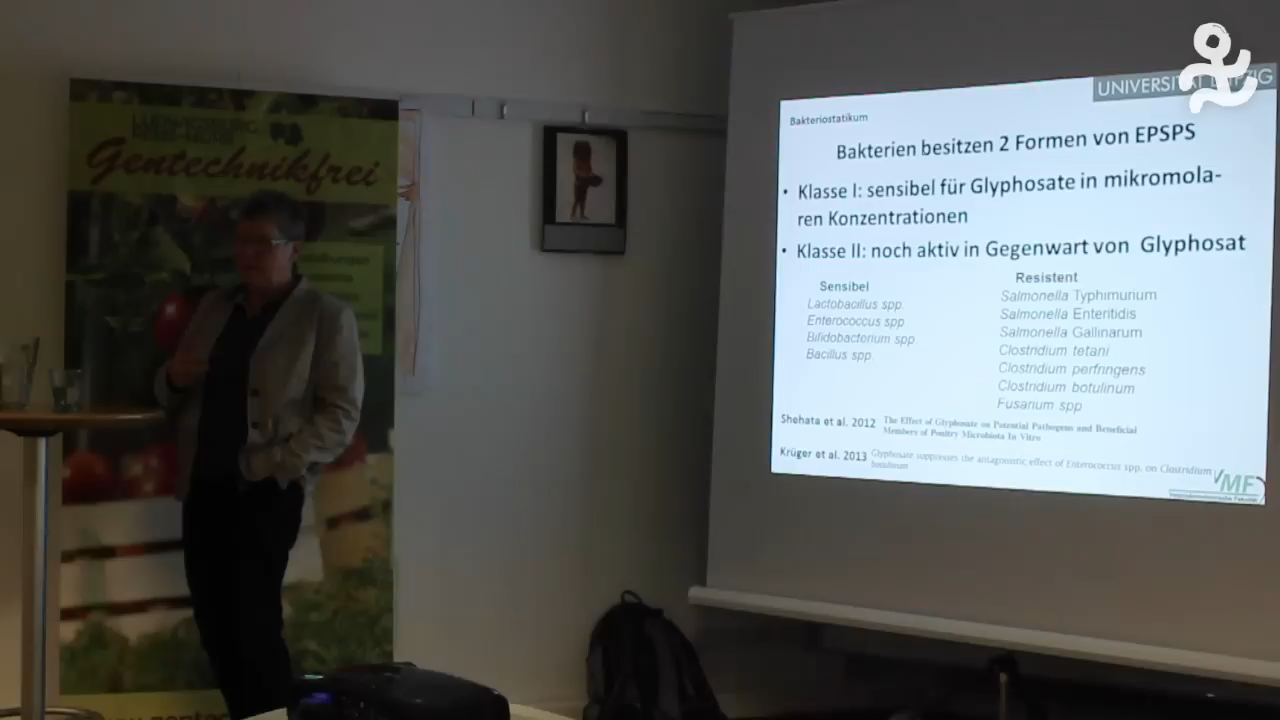 LUDWIGSBURG
Gentechnikfrei
UNIVERSITÄT LEIPZIG
Bakteriostatikum
Bakterien besitzen 2 Formen von EPSPS
• Klasse I: sensibel für Glyphosate in mikromola-
ren Konzentrationen
• Klasse II: noch aktiv in Gegenwart von Glyphosat
Sensibel
Lactobacillus spp.
Enterococcus spp
Bifidobacterium spp
Bacillus spp.
Resistent
Salmonella Typhimurium
Salmonella Enteritidis
Salmonella Gallinarum
Clostridium tetani
Clostridium perfringens
Clostridium botulinum
Fusarium spp
Shehata et al. 2012 The Effect of Glyphosate on Potential Pathogens and Beneficial
Members of Poultry Microbiota In Vitro
Krüger et al. 2013 Glyphosate suppresses the antagonistic effect of Enterococcus spp. on Clostridium
botulinum
VMF